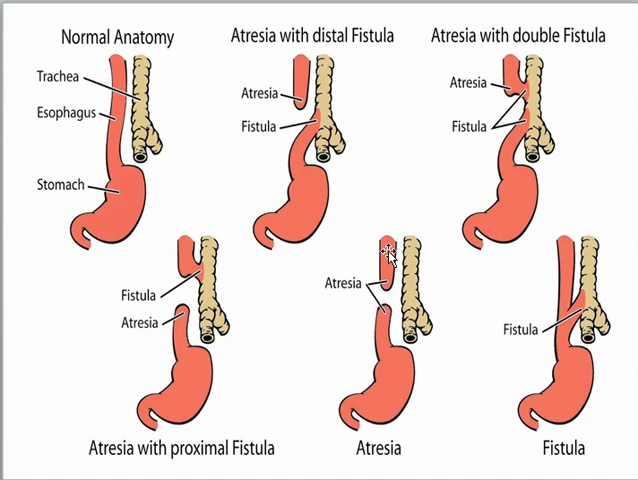 Normal Anatomy
Atresia with distal Fistula
Atresia with double Fistula
Trachea
Esophagus
Stomach
Atresia
Fistula
Atresia
Fistula
Fistula
Atresia
Atresia
Fistula
Atresia with proximal Fistula
Atresia
Fistula